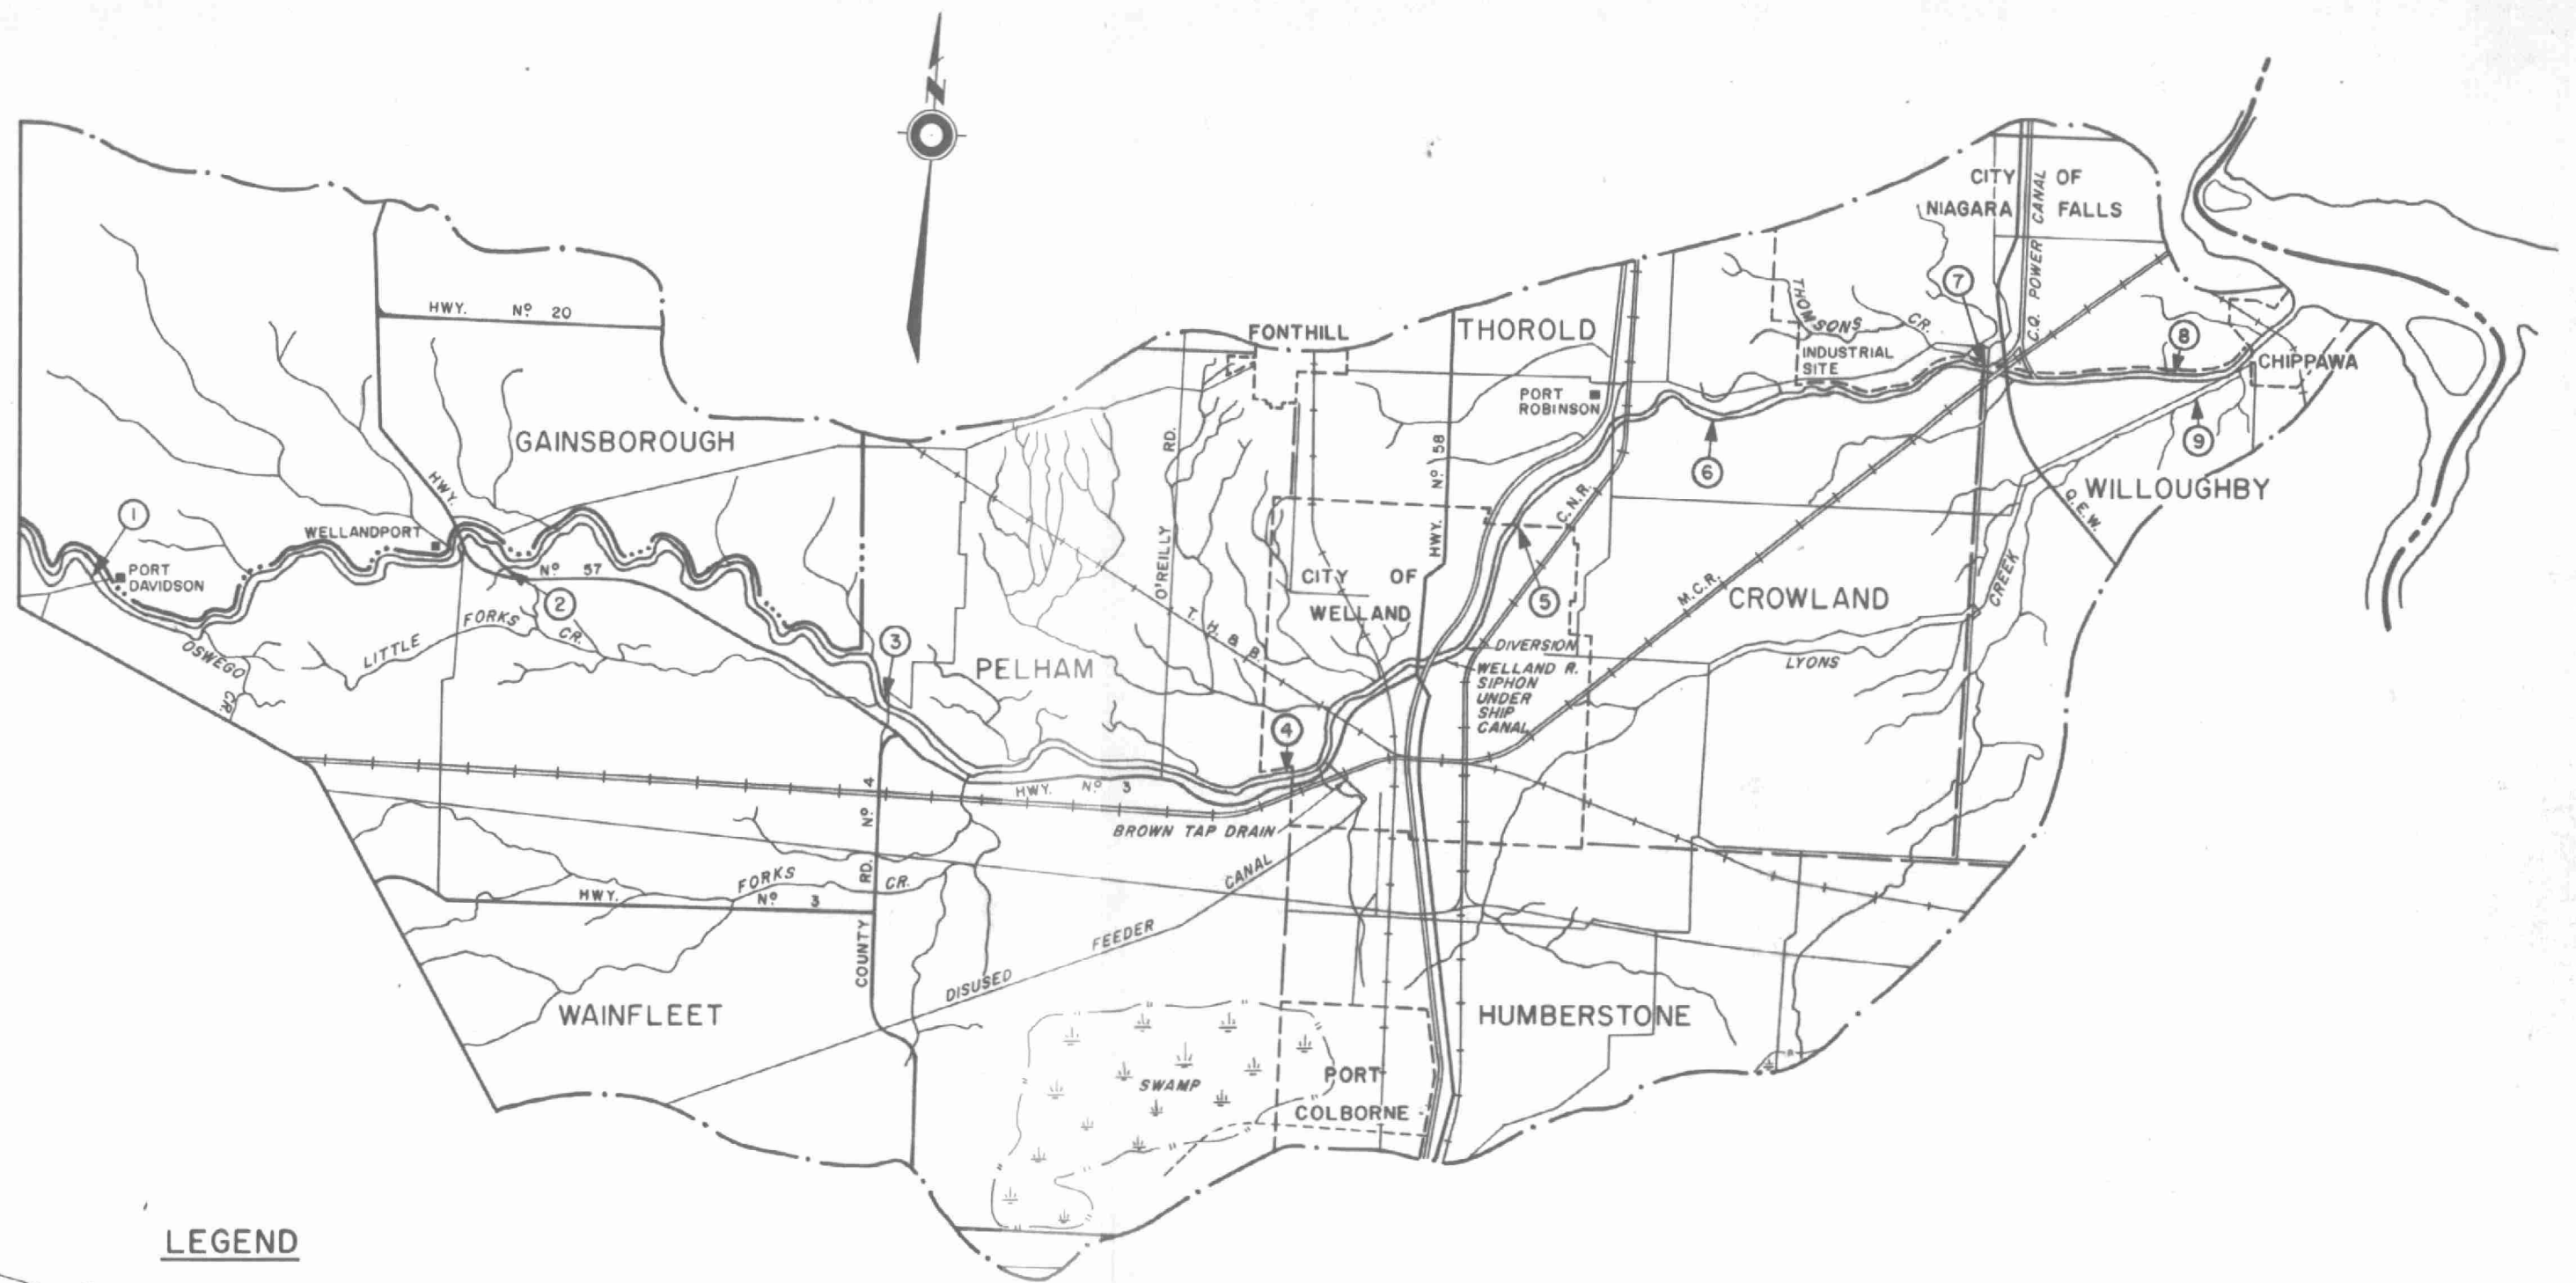 N
CITY OF
NIAGARA FALLS
C.Q. POWER CANAL
7
HWY. Nº 20
FONTHILL
THOROLD
THOMSONS CR.
INDUSTRIAL
SITE
8
CHIPPAWA
PORT
ROBINSON
GAINSBOROUGH
RD.
O'REILLY
HWY. Nº 58
6
9
WILLOUGHBY
Q.E.W.
HWY.
1
WELLANDPORT
C.N.R.
PORT
DAVIDSON
Nº 57
2
CITY OF
WELLAND
5
M.C.R.
CROWLAND
CREEK
LYONS
LITTLE FORKS CR.
OSWEGO
CR.
3
PELHAM
T. H. & B.
DIVERSION
WELLAND R.
SIPHON
UNDER
SHIP
CANAL
4
HWY. Nº 3
BROWN TAP DRAIN
COUNTY RD. Nº 4
FORKS CR.
HWY. Nº 3
DISUSED FEEDER CANAL
WAINFLEET
HUMBERSTONE
SWAMP
PORT
COLBORNE
LEGEND